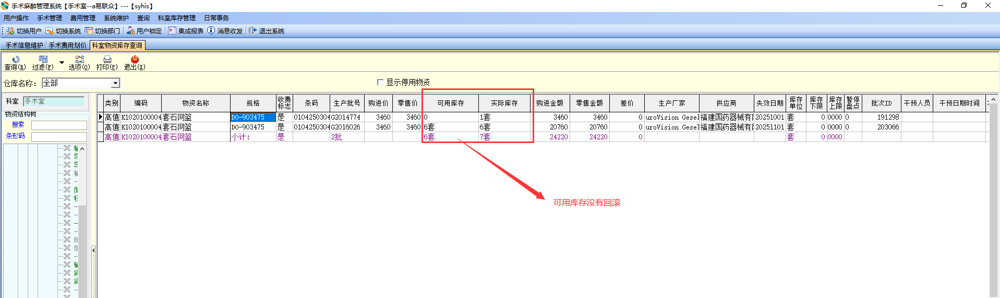 手术麻醉管理系统【手术室--a易联众】---【syhis】
用户操作 手术管理 费用管理 系统维护 查询 科室库存管理 日常事务
切换用户 切换系统 切换部门 用户锁定 集成报表 消息收发 退出系统
手术信息维护 手术费用划价 科室物资库存查询
查询(R) 过滤(F) 选项(O) 打印(P) 退出(X)
仓库名称: 全部 显示停用物资
科室 手术室
物资结构树
搜索
条形码
类别 编码 物资名称 规格 收费标志 条码 生产批号 购进价 零售价 可用库存 实际库存 购进金额 零售金额 差价 生产厂家 供应商 失效日期 库存单位 库存下限 库存上限 暂停盘点 批次ID 干预人员 干预日期时间
高值 K1020100004 套石网篮 DO-903475 是 0104250304 G2014774 3460 3460 0 1套 3460 3460 0 uroVision Gesel 福建国药器械有 20251001 套 0 0000 0 191298
高值 K1020100004 套石网篮 DO-903475 是 0104250304 G2016026 3460 3460 6套 6套 20760 20760 0 uroVision Gesel 福建国药器械有 20251101 套 0 0000 0 203066
高值 K1020100004 套石网篮 小计: 是 2批 6套 7套 24220 24220 0 套 0 0000
可用库存没有回滚